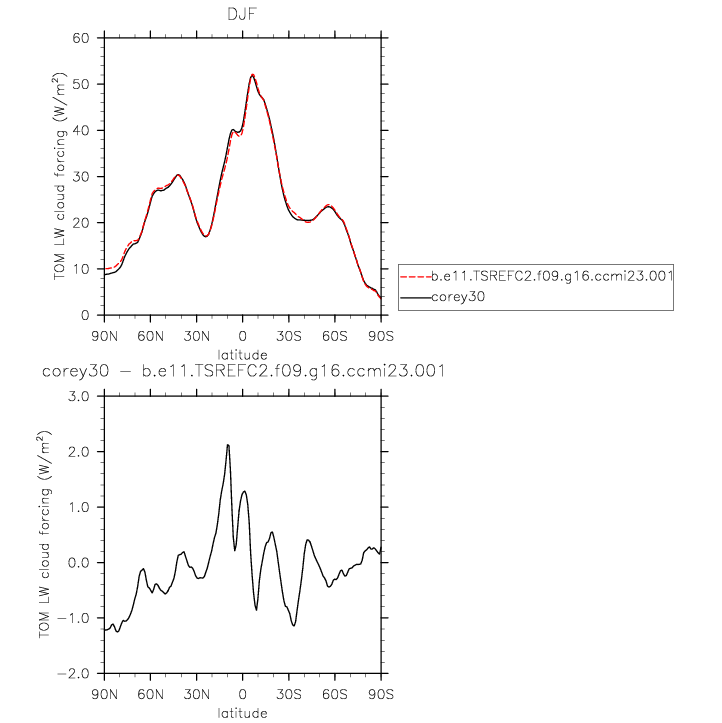 DJF
60
50
40
30
20
10
0
TOM LW cloud forcing (W/m²)
90N 60N 30N 0 30S 60S 90S
latitude
b.e11.TSREFC2.f09.g16.ccmi23.001
corey30
corey30 − b.e11.TSREFC2.f09.g16.ccmi23.001
3.0
2.0
1.0
0.0
−1.0
−2.0
TOM LW cloud forcing (W/m²)
90N 60N 30N 0 30S 60S 90S
latitude